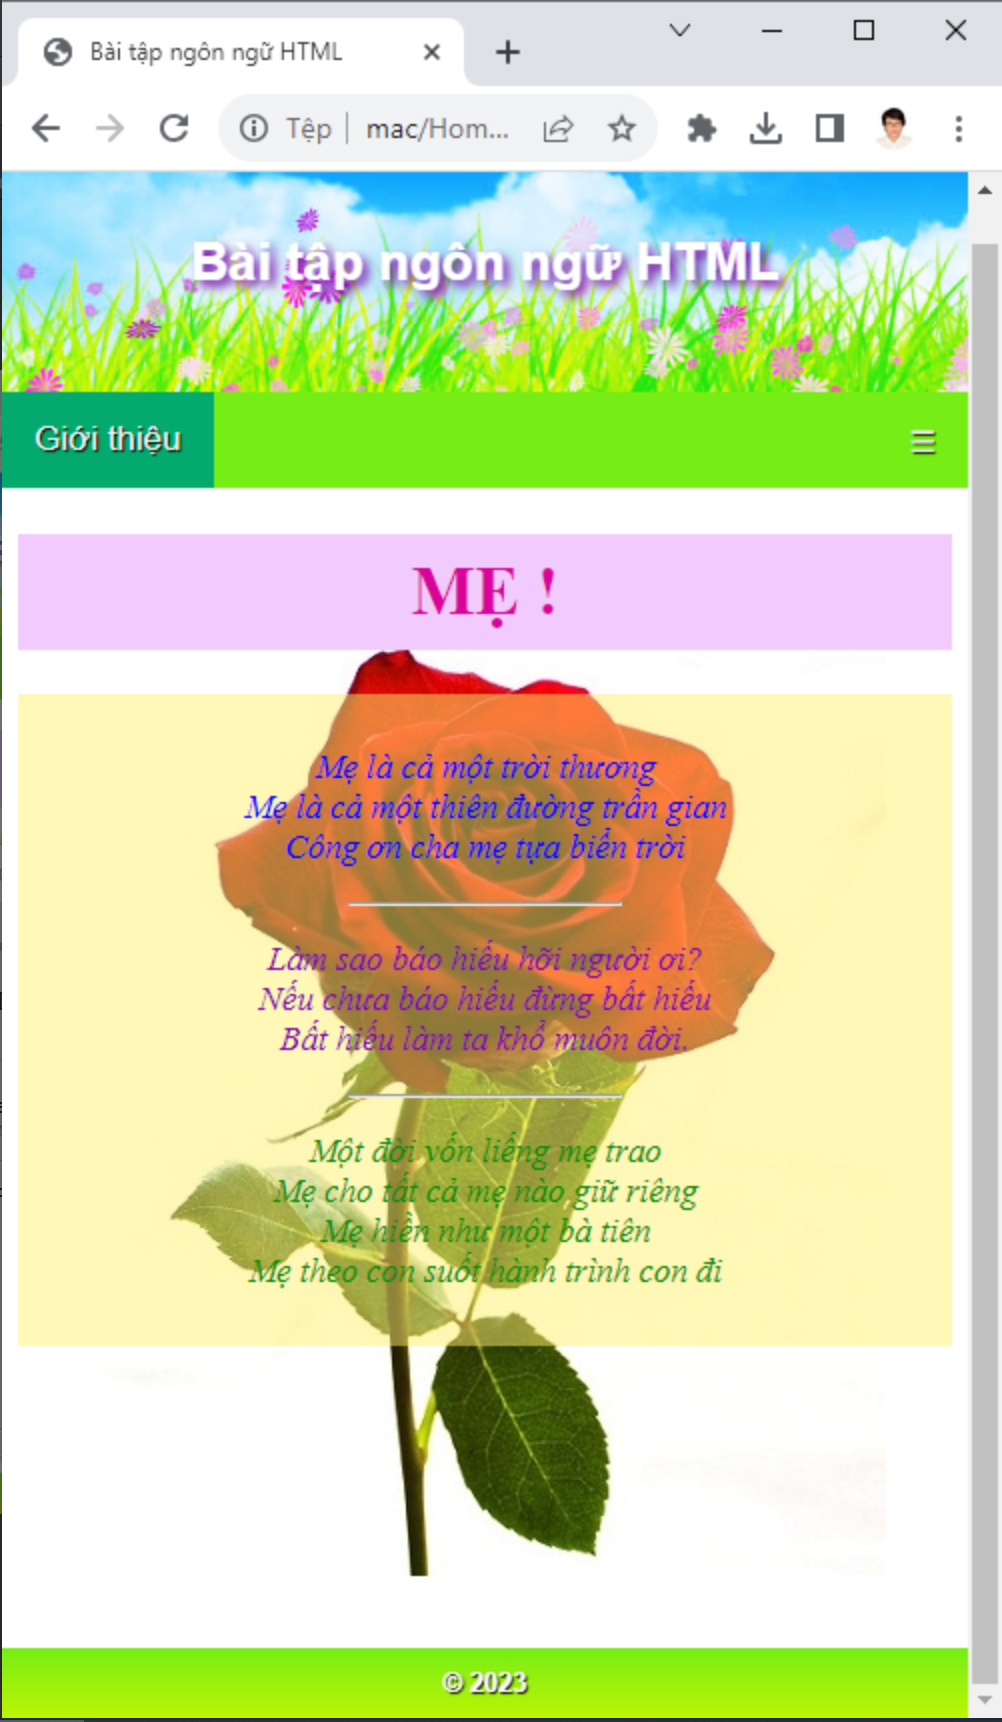 Bài tập ngôn ngữ HTML
Tệp
mac/Hom...
Bài tập ngôn ngữ HTML
Giới thiệu
MẸ !
Mẹ là cả một trời thương
Mẹ là cả một thiên đường trần gian
Công ơn cha mẹ tựa biển trời
Làm sao báo hiếu hỡi người ơi?
Nếu chưa báo hiếu đừng bất hiếu
Bất hiếu làm ta khổ muôn đời.
Một đời vốn liếng mẹ trao
Mẹ cho tất cả mẹ nào giữ riêng
Mẹ hiền như một bà tiên
Mẹ theo con suốt hành trình con đi
© 2023